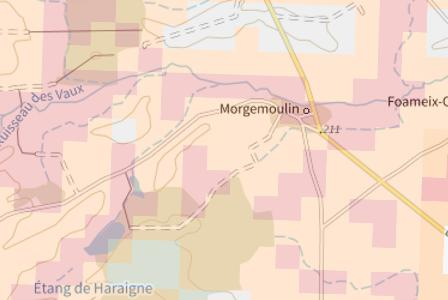 Ruisseau des Vaux
Morgemoulin
Foameix-O
211
Étang de Haraigne